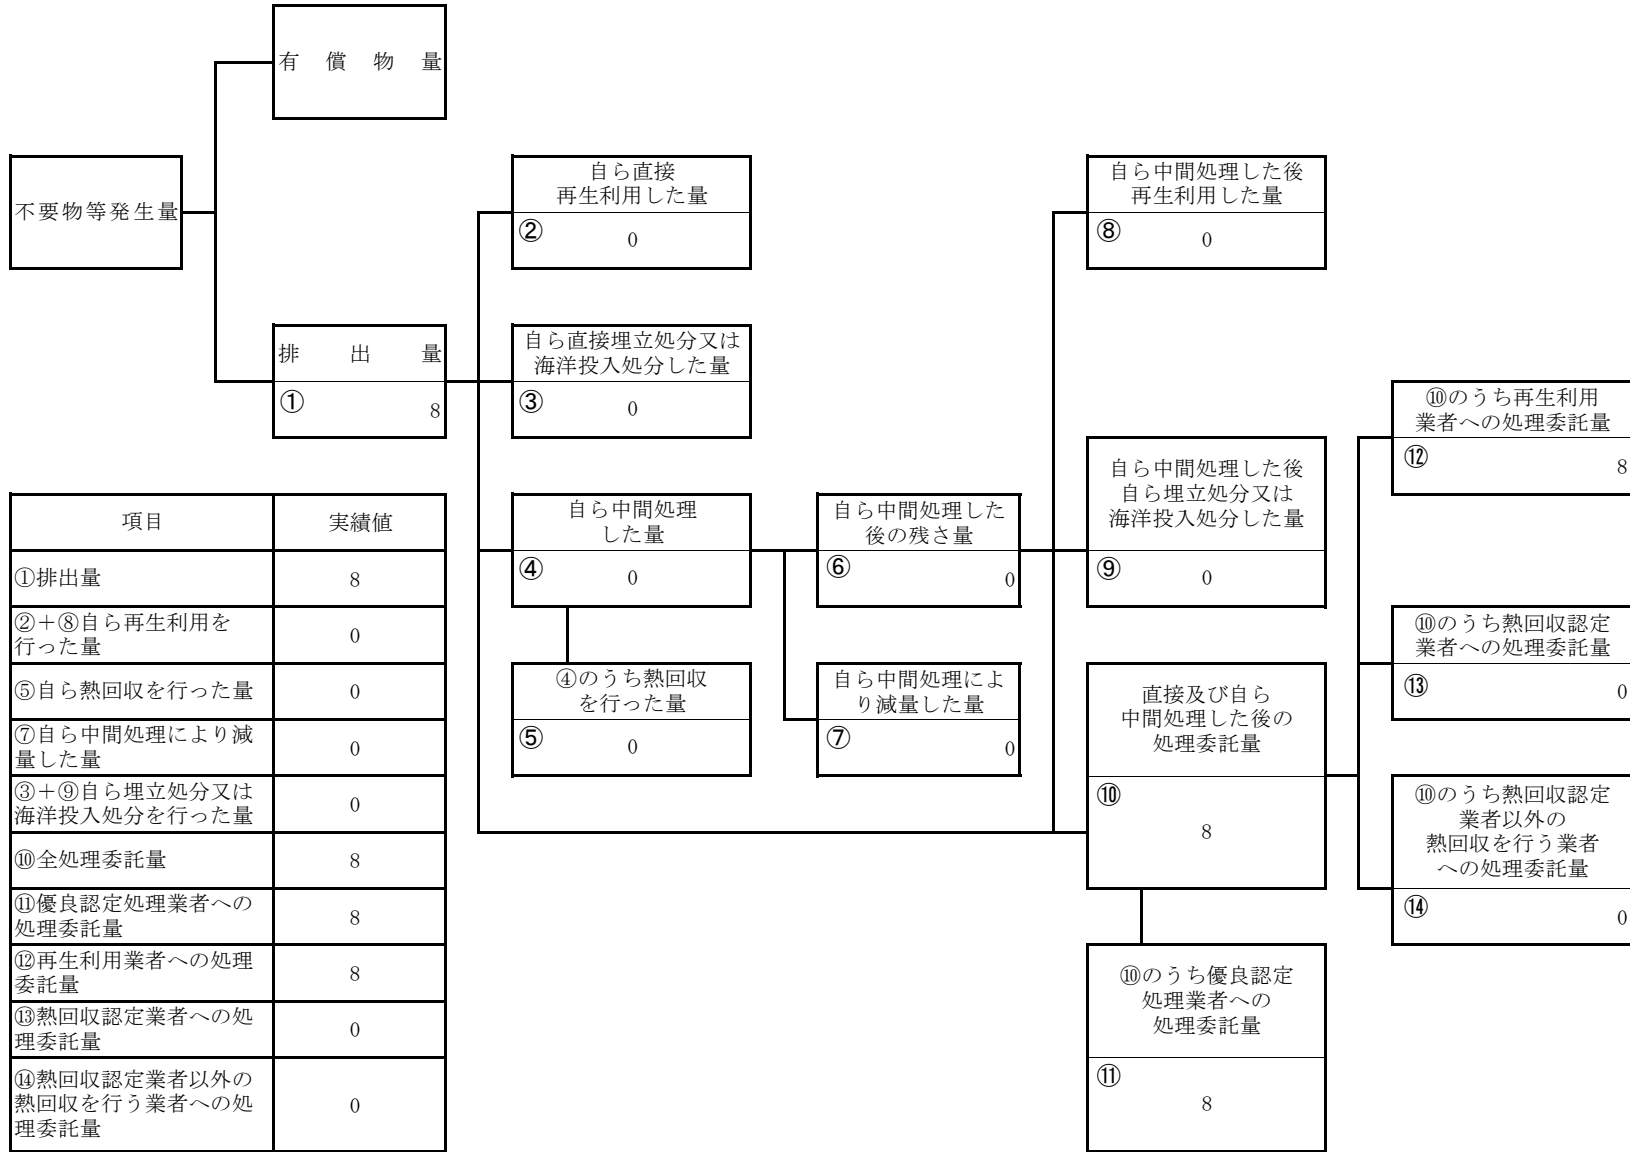 有償物量
不要物等発生量
自ら直接
再生利用した量
②
0
自ら中間処理した後
再生利用した量
⑧
0
排出量
①
8
自ら直接埋立処分又は
海洋投入処分した量
③
0
⑩のうち再生利用
業者への処理委託量
⑫
8
自ら中間処理
した量
④
0
自ら中間処理した
後の残さ量
⑥
0
自ら中間処理した後
自ら埋立処分又は
海洋投入処分した量
⑨
0
⑩のうち熱回収認定
業者への処理委託量
⑬
0
④のうち熱回収
を行った量
⑤
0
自ら中間処理によ
り減量した量
⑦
0
直接及び自ら
中間処理した後の
処理委託量
⑩
8
⑩のうち熱回収認定
業者以外の
熱回収を行う業者
への処理委託量
⑭
0
⑩のうち優良認定
処理業者への
処理委託量
⑪
8
項目 実績値
①排出量 8
②＋⑧自ら再生利用を
行った量
0
⑤自ら熱回収を行った量 0
⑦自ら中間処理により減
量した量
0
③＋⑨自ら埋立処分又は
海洋投入処分を行った量
0
⑩全処理委託量 8
⑪優良認定処理業者への
処理委託量
8
⑫再生利用業者への処理
委託量
8
⑬熱回収認定業者への処
理委託量
0
⑭熱回収認定業者以外の
熱回収を行う業者への処
理委託量
0